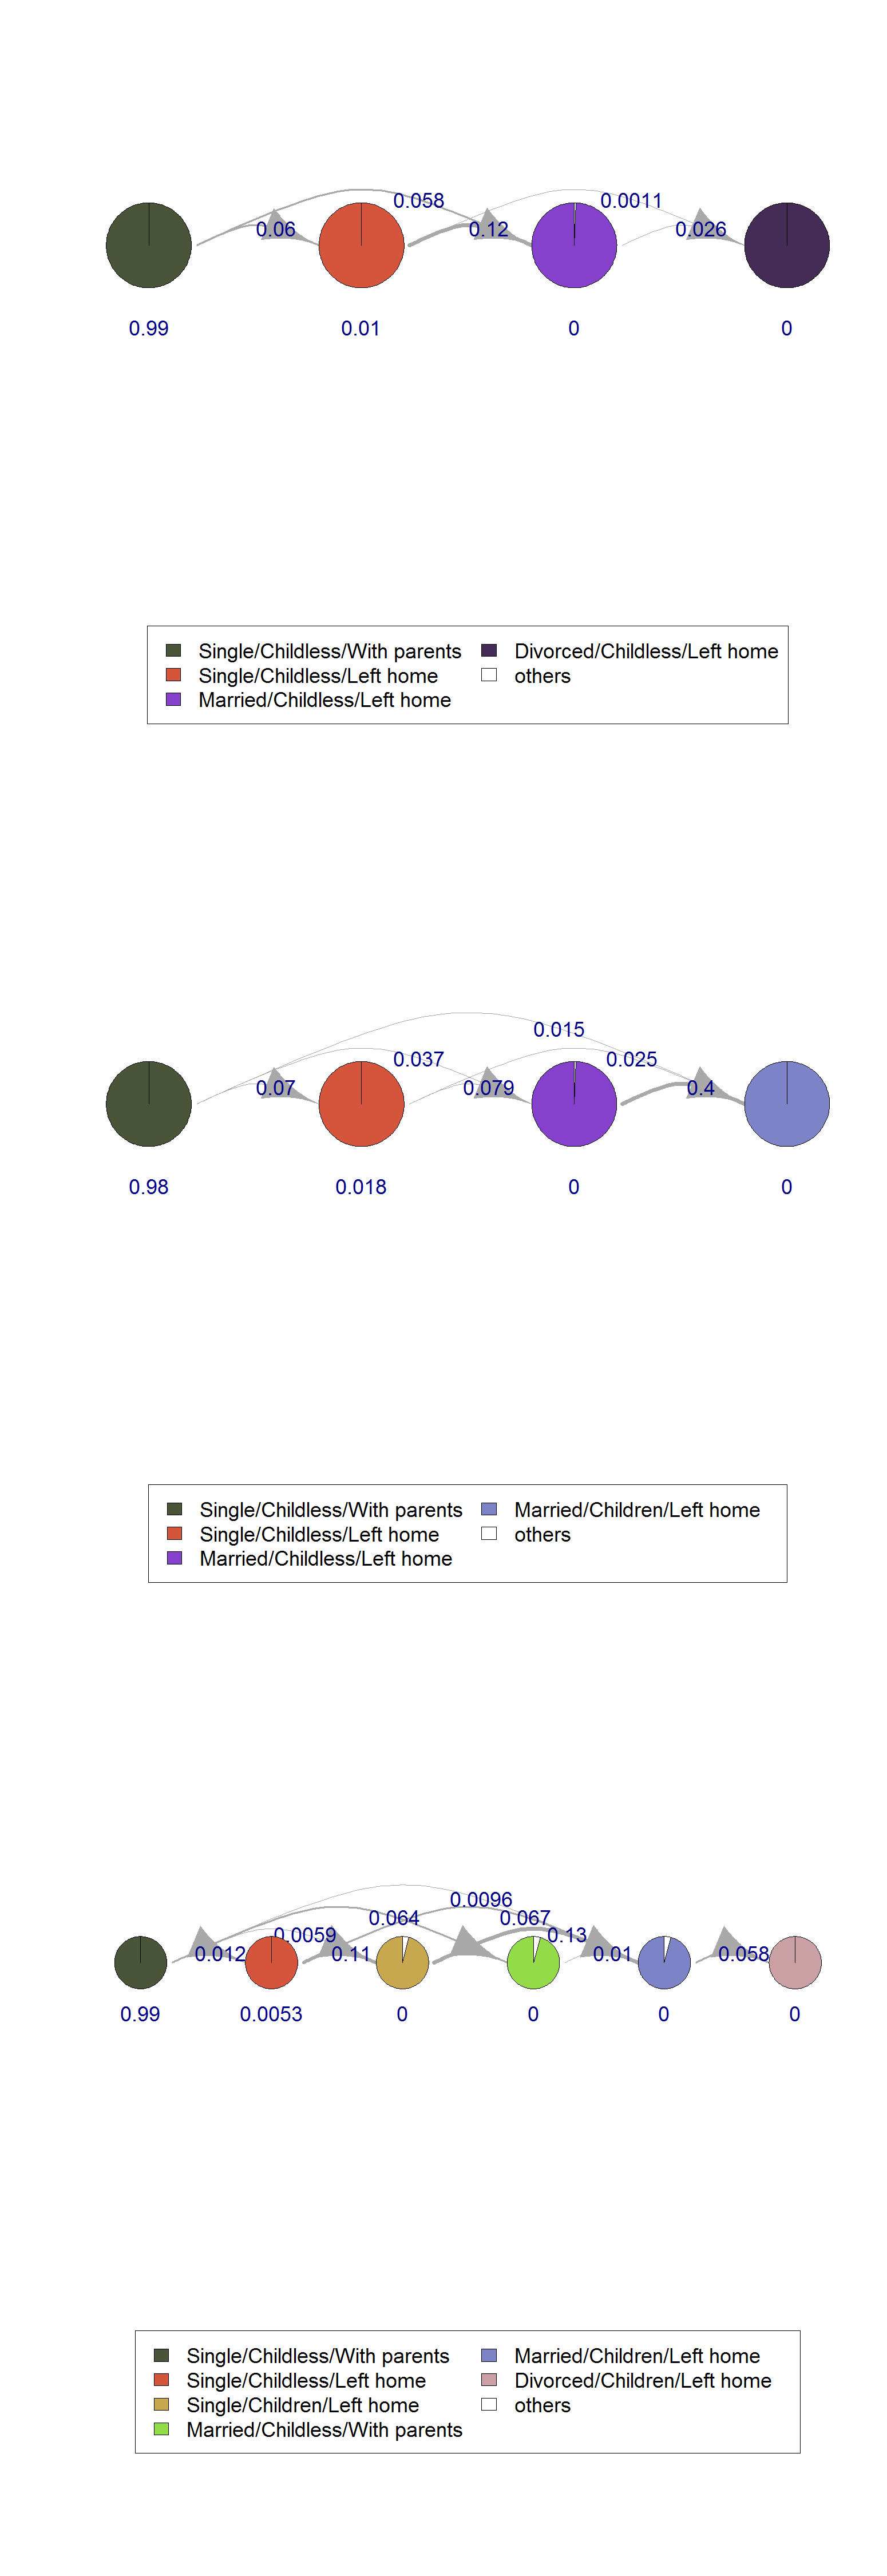 0.058 0.0011
0.06 0.12 0.026
0.99 0.01 0 0
Single/Childless/With parents Divorced/Childless/Left home
Single/Childless/Left home others
Married/Childless/Left home
0.015
0.037 0.025
0.07 0.079 0.4
0.98 0.018 0 0
Single/Childless/With parents Married/Children/Left home
Single/Childless/Left home others
Married/Childless/Left home
0.0096
0.064 0.067
0.0059 0.13
0.012 0.11 0.01 0.058
0.99 0.0053 0 0 0 0
Single/Childless/With parents Married/Children/Left home
Single/Childless/Left home Divorced/Children/Left home
Single/Children/Left home others
Married/Childless/With parents